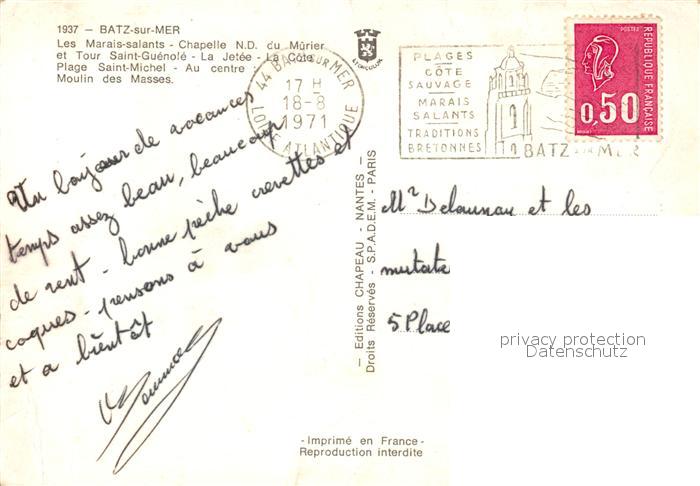 1937 — BATZ-sur-MER
Les Marais-salants - Chapelle N.D. du Mûrier
et Tour Saint-Guénolé - La Jetée - La Côte
Plage Saint-Michel - Au centre :
Moulin des Masses.
44 BATZ SUR MER
17 H
18-8
1971
LOIRE ATLANTIQUE
PLAGES
CÔTE
SAUVAGE
MARAIS
SALANTS
TRADITIONS
BRETONNES
BATZ SUR MER
POSTES
REPUBLIQUE FRANÇAISE
0,50
Un bonjour de vacances
temps assez beau, beaucoup
de vent - bonne pêche crevettes et
coques - pensons à vous
et a bientôt
— Editions CHAPEAU - NANTES —
Droits Réservés - S.P.A.D.E.M. - PARIS
Mr Delaunay et les
5 Place
privacy protection
Datenschutz
-Imprimé en France-
Reproduction interdite